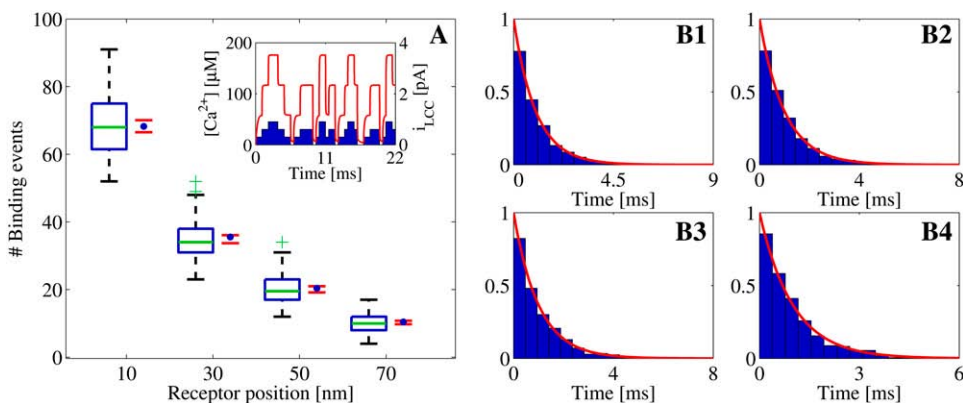 A
100
80
60
40
20
0
# Binding events
10 30 50 70
Receptor position [nm]
200
100
0
[Ca²⁺] [µM]
4
2
0
i_LCC [pA]
0 11 22
Time [ms]
B1
1
0.5
0
0 4.5 9
Time [ms]
B2
1
0.5
0
0 4 8
Time [ms]
B3
1
0.5
0
0 4 8
Time [ms]
B4
1
0.5
0
0 3 6
Time [ms]